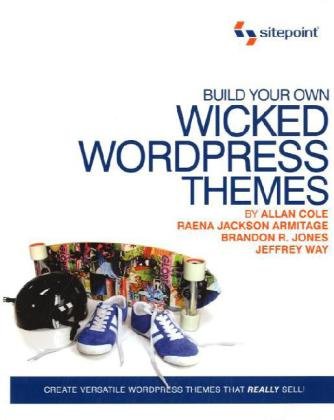 sitepoint
BUILD YOUR OWN
WICKED
WORDPRESS
THEMES
BY ALLAN COLE
RAENA JACKSON ARMITAGE
BRANDON R. JONES
JEFFREY WAY
CREATE VERSATILE WORDPRESS THEMES THAT REALLY SELL!